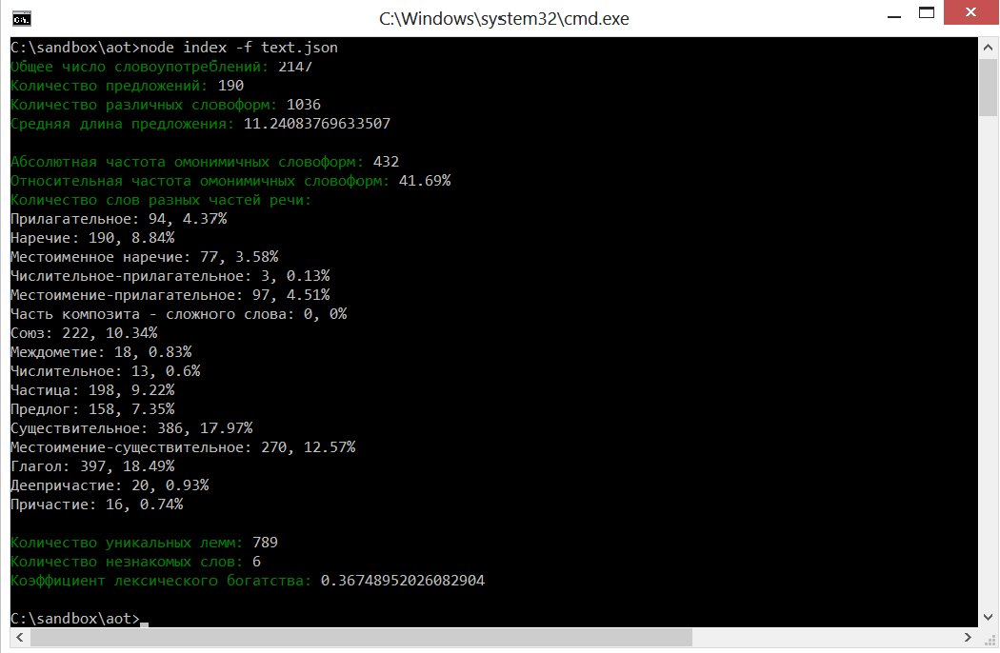 C:\Windows\system32\cmd.exe
C:\sandbox\aot>node index -f text.json
Общее число словоупотреблений: 2147
Количество предложений: 190
Количество различных словоформ: 1036
Средняя длина предложения: 11.24083769633507
Абсолютная частота омонимичных словоформ: 432
Относительная частота омонимичных словоформ: 41.69%
Количество слов разных частей речи:
Прилагательное: 94, 4.37%
Наречие: 190, 8.84%
Местоименное наречие: 77, 3.58%
Числительное-прилагательное: 3, 0.13%
Местоимение-прилагательное: 97, 4.51%
Часть композита - сложного слова: 0, 0%
Союз: 222, 10.34%
Междометие: 18, 0.83%
Числительное: 13, 0.6%
Частица: 198, 9.22%
Предлог: 158, 7.35%
Существительное: 386, 17.97%
Местоимение-существительное: 270, 12.57%
Глагол: 397, 18.49%
Деепричастие: 20, 0.93%
Причастие: 16, 0.74%
Количество уникальных лемм: 789
Количество незнакомых слов: 6
Коэффициент лексического богатства: 0.36748952026082904
C:\sandbox\aot>